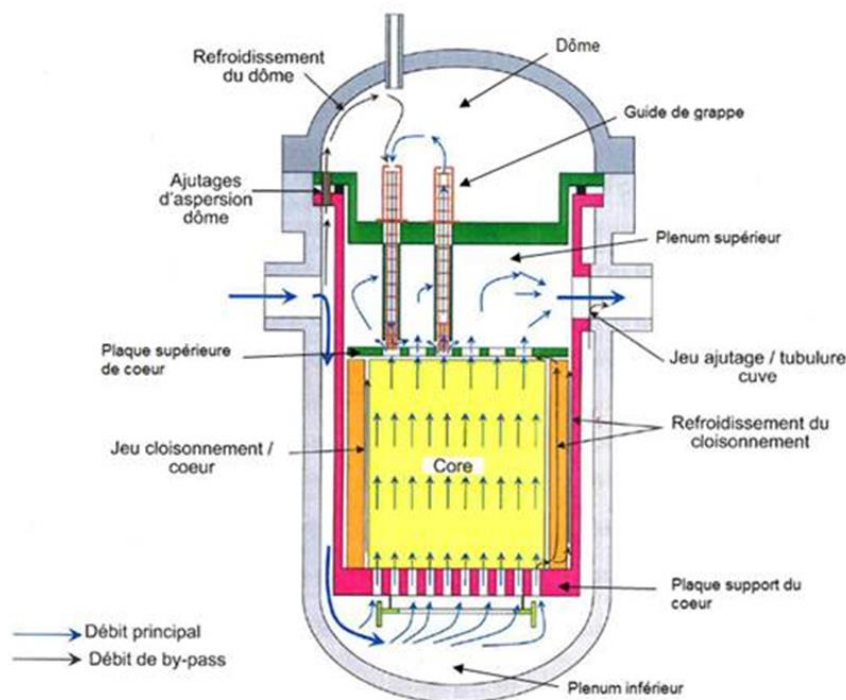 Refroidissement
du dôme
Dôme
Guide de grappe
Ajutages
d'aspersion
dôme
Plenum supérieur
Plaque supérieure
de coeur
Jeu ajutage / tubulure
cuve
Jeu cloisonnement /
coeur
Core
Refroidissement du
cloisonnement
Plaque support du
coeur
Débit principal
Débit de by-pass
Plenum inférieur